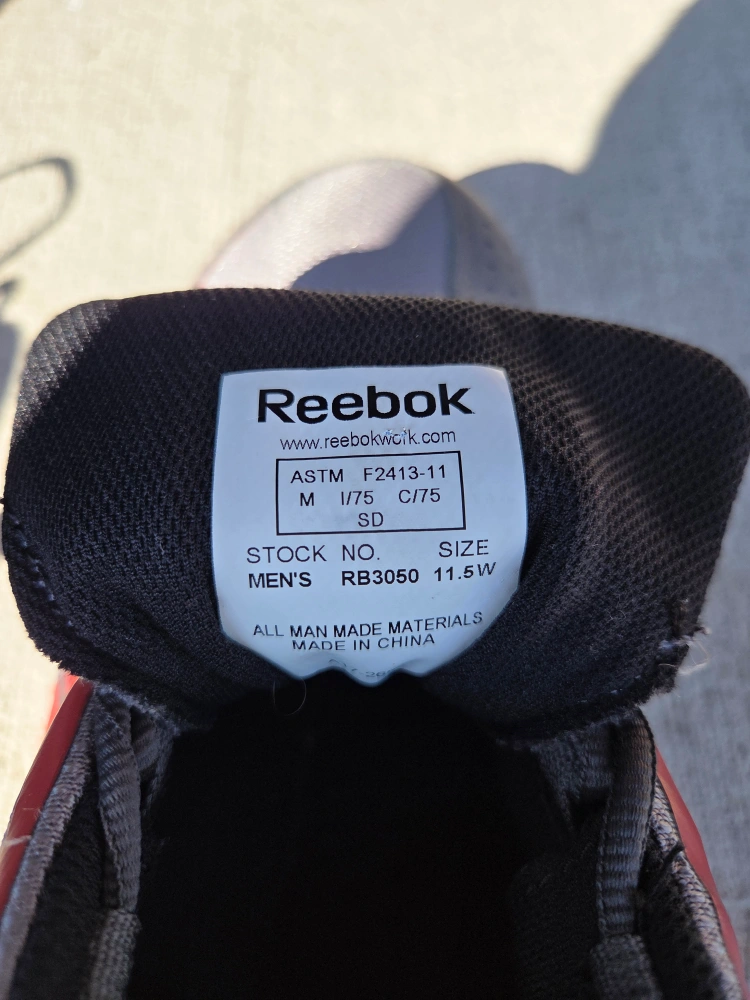 Reebok
www.reebokwork.com
ASTM F2413-11
M I/75 C/75
SD
STOCK NO. SIZE
MEN'S RB3050 11.5W
ALL MAN MADE MATERIALS
MADE IN CHINA